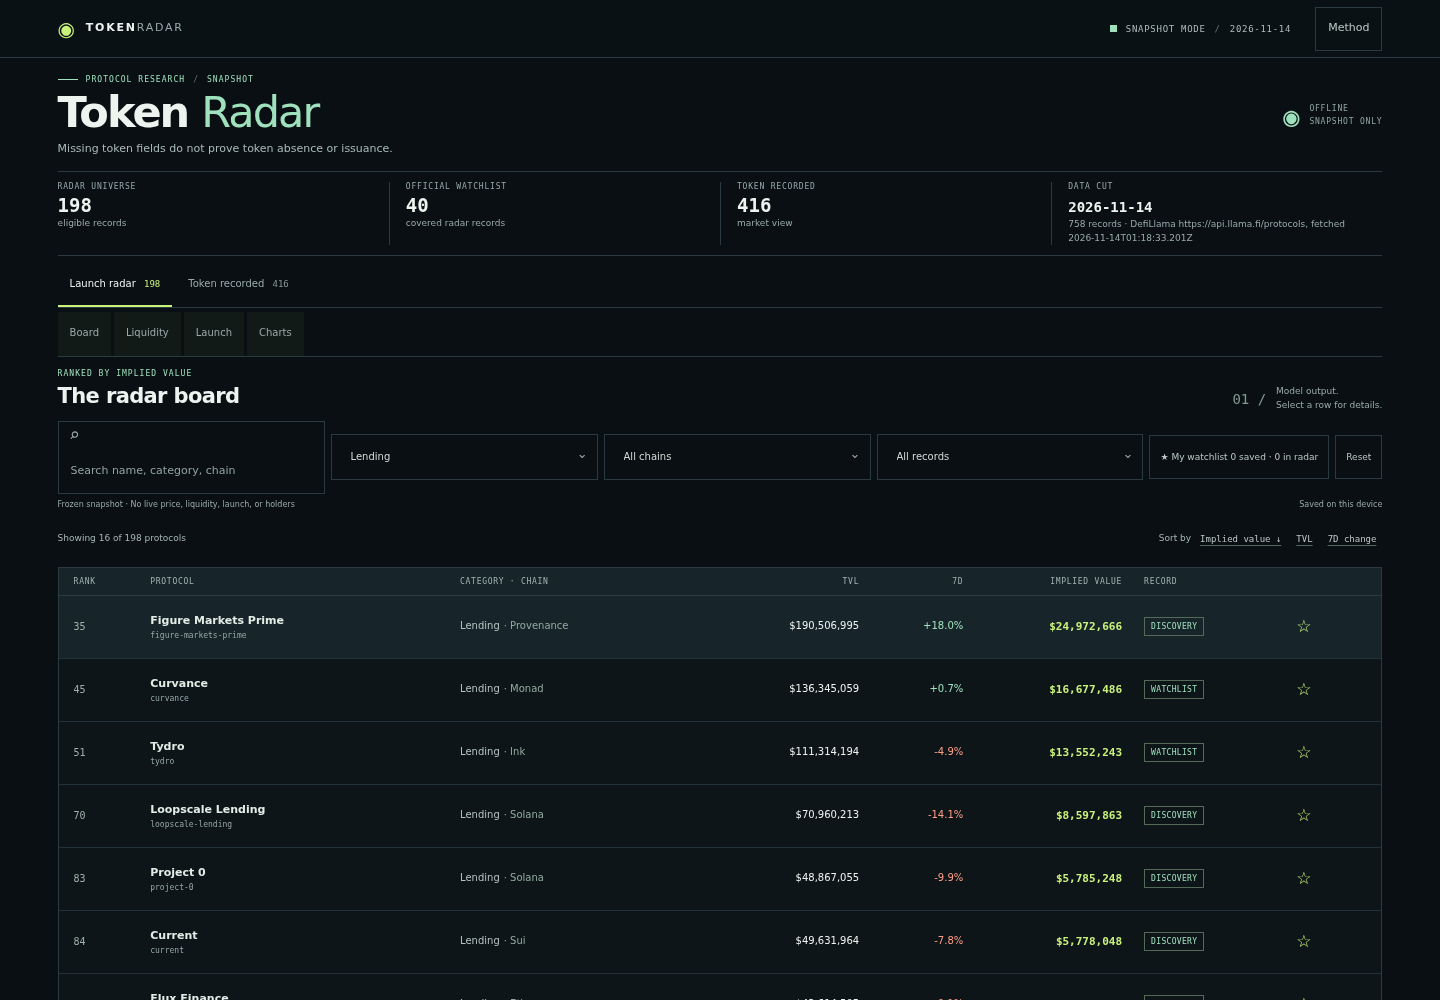 TOKENRADAR
SNAPSHOT MODE / 2026-11-14
Method
PROTOCOL RESEARCH / SNAPSHOT
Token Radar
Missing token fields do not prove token absence or issuance.
OFFLINE
SNAPSHOT ONLY
RADAR UNIVERSE
198
eligible records
OFFICIAL WATCHLIST
40
covered radar records
TOKEN RECORDED
416
market view
DATA CUT
2026-11-14
758 records · DefiLlama https://api.llama.fi/protocols, fetched
2026-11-14T01:18:33.201Z
Launch radar 198 Token recorded 416
Board Liquidity Launch Charts
RANKED BY IMPLIED VALUE
The radar board
01 /
Model output.
Select a row for details.
Search name, category, chain
Lending
All chains
All records
★ My watchlist 0 saved · 0 in radar
Reset
Frozen snapshot · No live price, liquidity, launch, or holders
Saved on this device
Showing 16 of 198 protocols
Sort by Implied value ↓ TVL 7D change
RANK PROTOCOL CATEGORY · CHAIN TVL 7D IMPLIED VALUE RECORD
35 Figure Markets Prime Lending · Provenance $190,506,995 +18.0% $24,972,666 DISCOVERY ☆
figure-markets-prime
45 Curvance Lending · Monad $136,345,059 +0.7% $16,677,486 WATCHLIST ☆
curvance
51 Tydro Lending · Ink $111,314,194 -4.9% $13,552,243 WATCHLIST ☆
tydro
70 Loopscale Lending Lending · Solana $70,960,213 -14.1% $8,597,863 DISCOVERY ☆
loopscale-lending
83 Project 0 Lending · Solana $48,867,055 -9.9% $5,785,248 DISCOVERY ☆
project-0
84 Current Lending · Sui $49,631,964 -7.8% $5,778,048 DISCOVERY ☆
current
Flux Finance